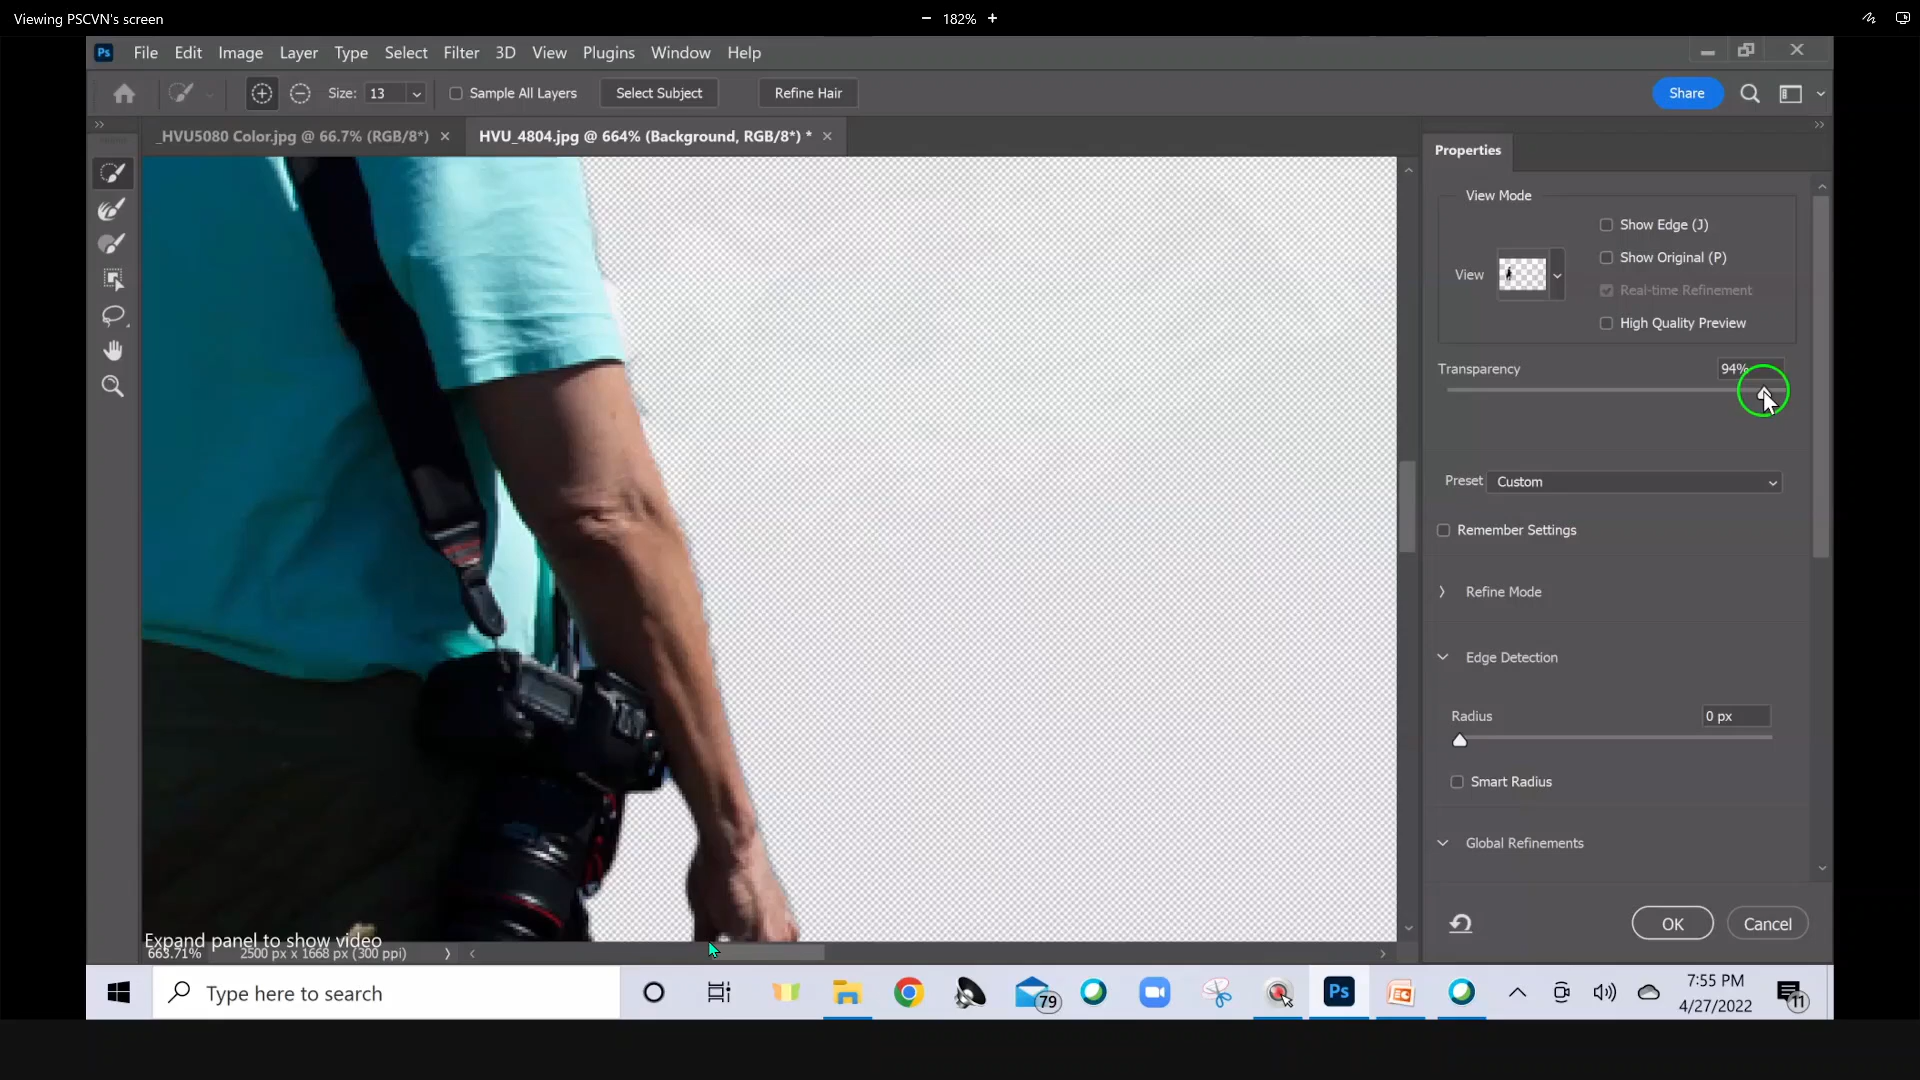 Viewing PSCVN's screen
− 182% +
Ps File Edit Image Layer Type Select Filter 3D View Plugins Window Help
Size: 13 Sample All Layers Select Subject Refine Hair Share
_HVU5080 Color.jpg @ 66.7% (RGB/8*) × HVU_4804.jpg @ 664% (Background, RGB/8*) * ×
Properties
View Mode
Show Edge (J)
Show Original (P)
View
Real-time Refinement
High Quality Preview
Transparency 94%
Preset Custom
Remember Settings
Refine Mode
Edge Detection
Radius 0 px
Smart Radius
Global Refinements
OK Cancel
Expand panel to show video
663.71% 2500 px x 1668 px (300 ppi)
Type here to search
79
Ps
7:55 PM
4/27/2022
11